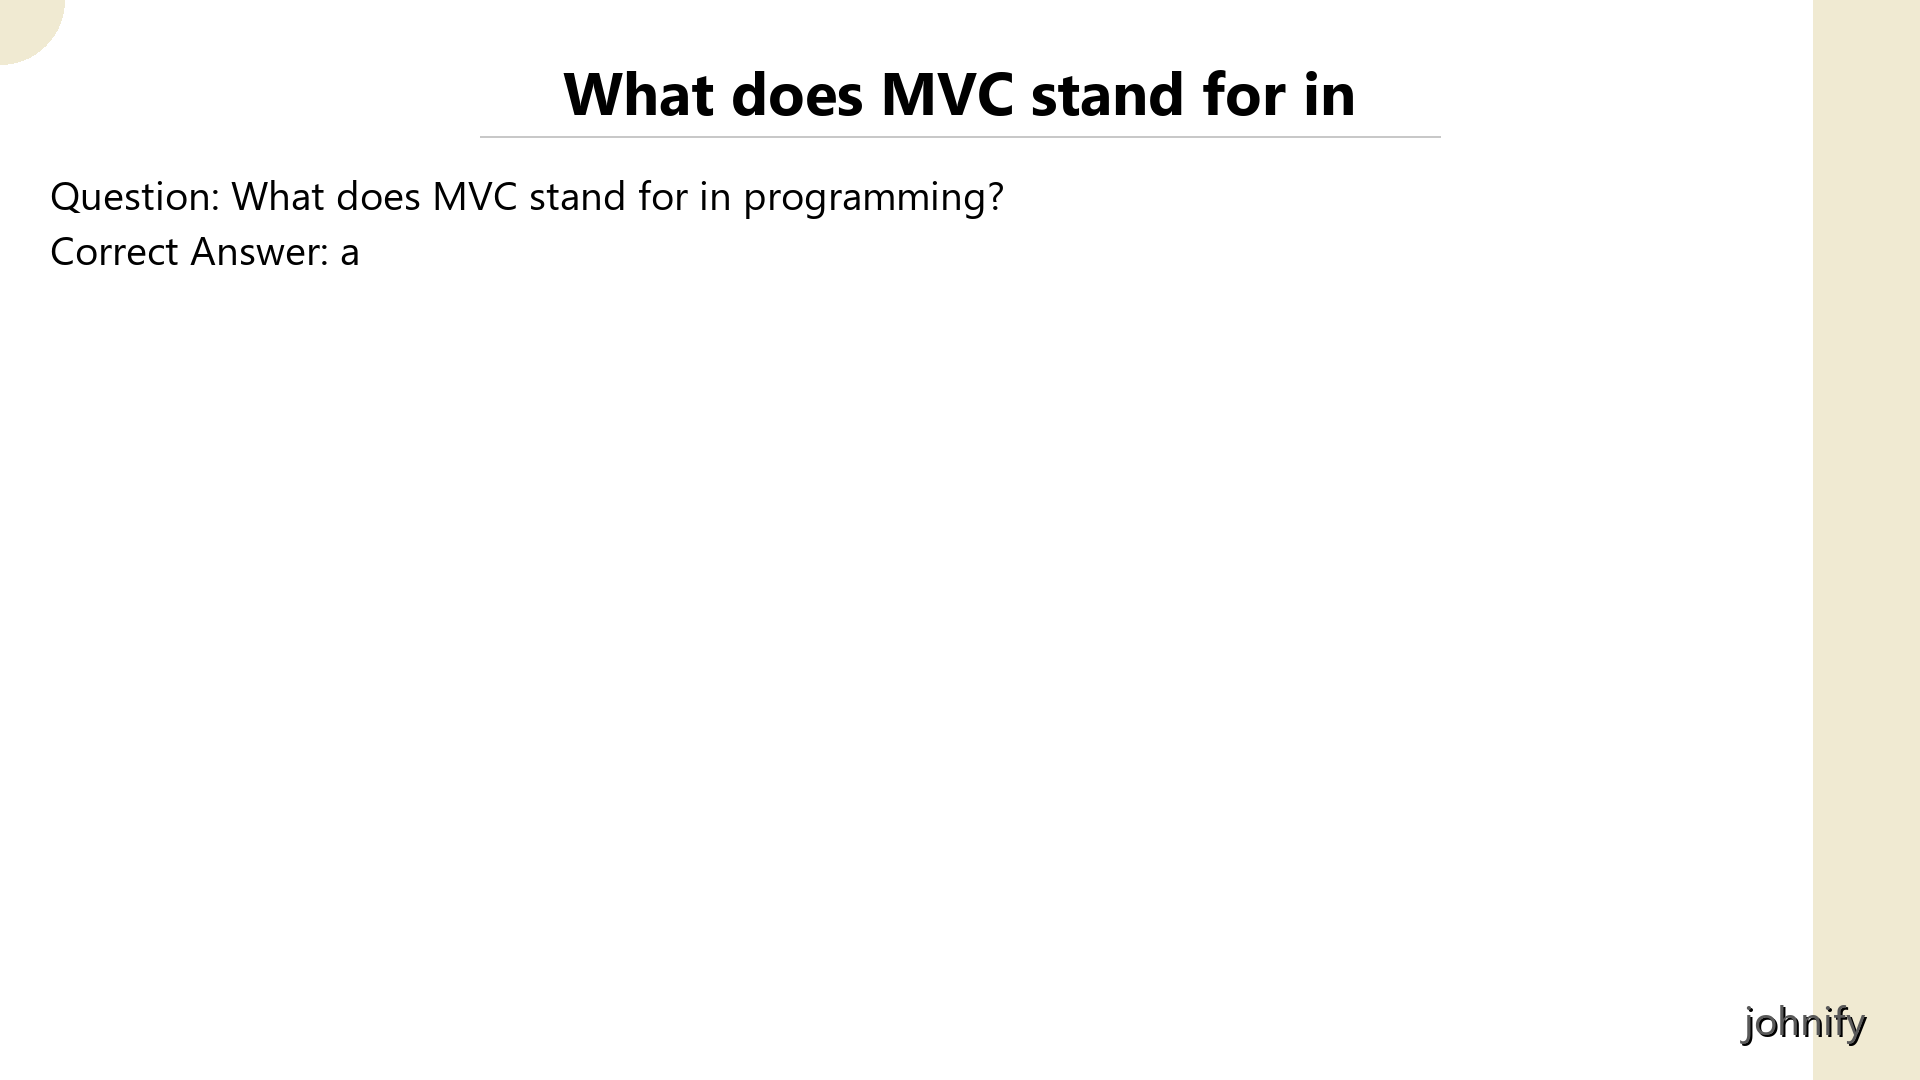 What does MVC stand for in
Question: What does MVC stand for in programming?
Correct Answer: a
johnify